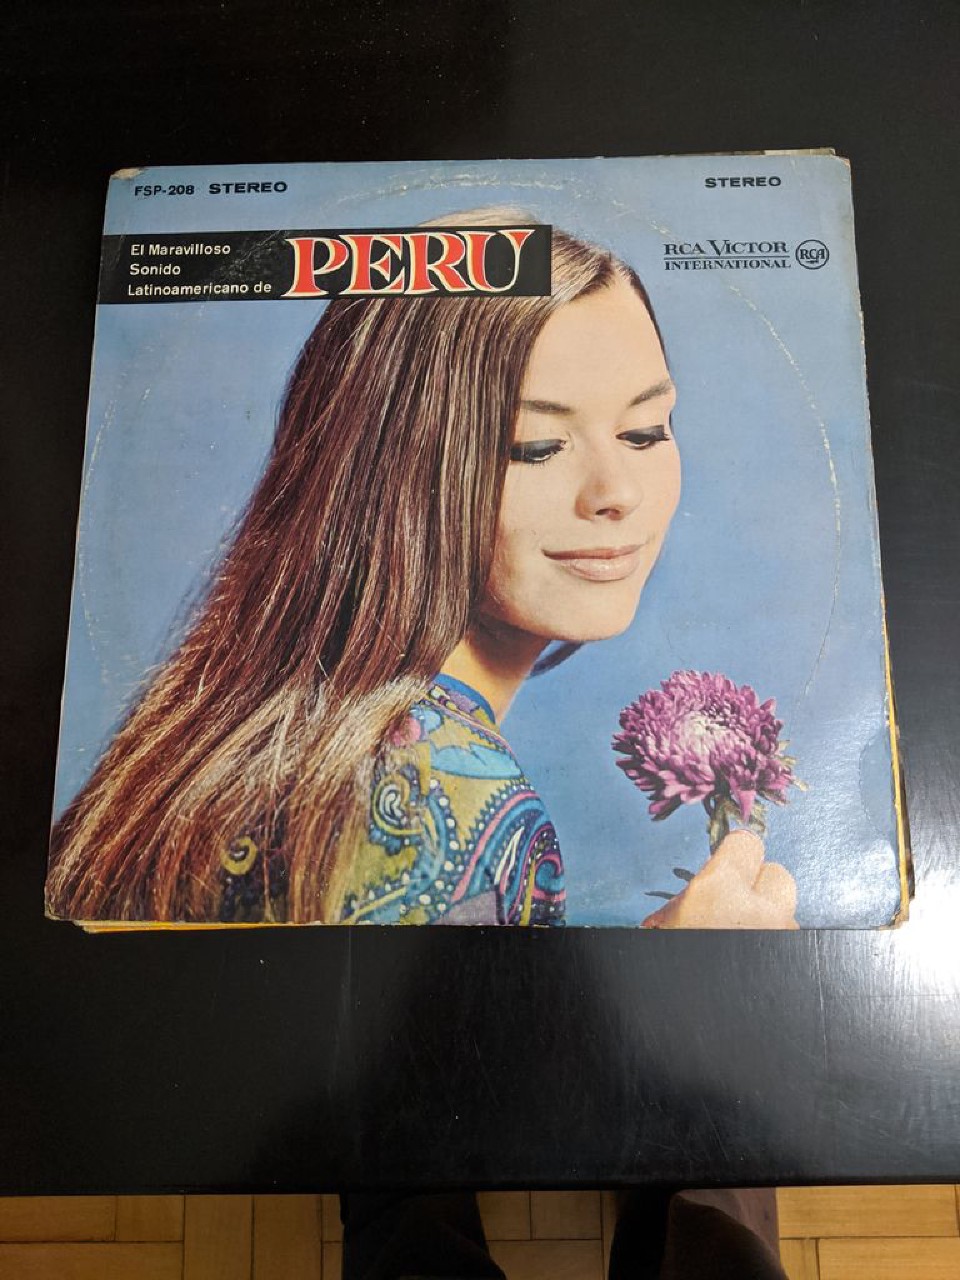 FSP-208 STEREO
STEREO
El Maravilloso
Sonido
Latinoamericano de PERU
RCA VICTOR
INTERNATIONAL
RCA